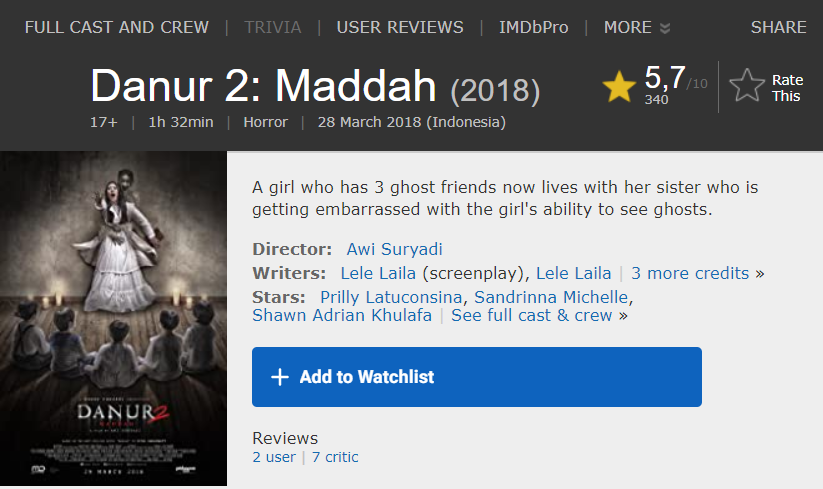 FULL CAST AND CREW | TRIVIA | USER REVIEWS | IMDbPro | MORE SHARE
Danur 2: Maddah (2018)
5,7/10
340
Rate
This
17+ | 1h 32min | Horror | 28 March 2018 (Indonesia)
A girl who has 3 ghost friends now lives with her sister who is
getting embarrassed with the girl's ability to see ghosts.
Director: Awi Suryadi
Writers: Lele Laila (screenplay), Lele Laila | 3 more credits »
Stars: Prilly Latuconsina, Sandrinna Michelle,
Shawn Adrian Khulafa | See full cast & crew »
+ Add to Watchlist
Reviews
2 user | 7 critic
DANUR 2
MADDAH
28 MARCH 2018